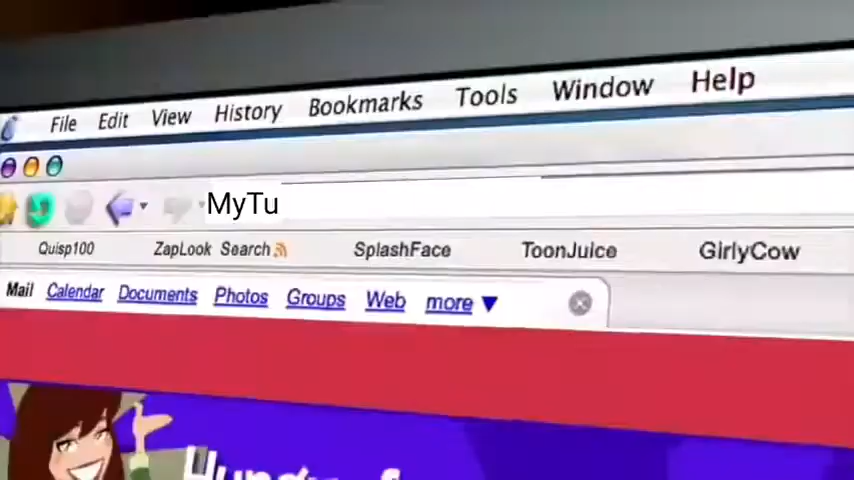 File Edit View History Bookmarks Tools Window Help
MyTu
Quisp100 ZapLook Search SplashFace ToonJuice GirlyCow
Mail Calendar Documents Photos Groups Web more ▼